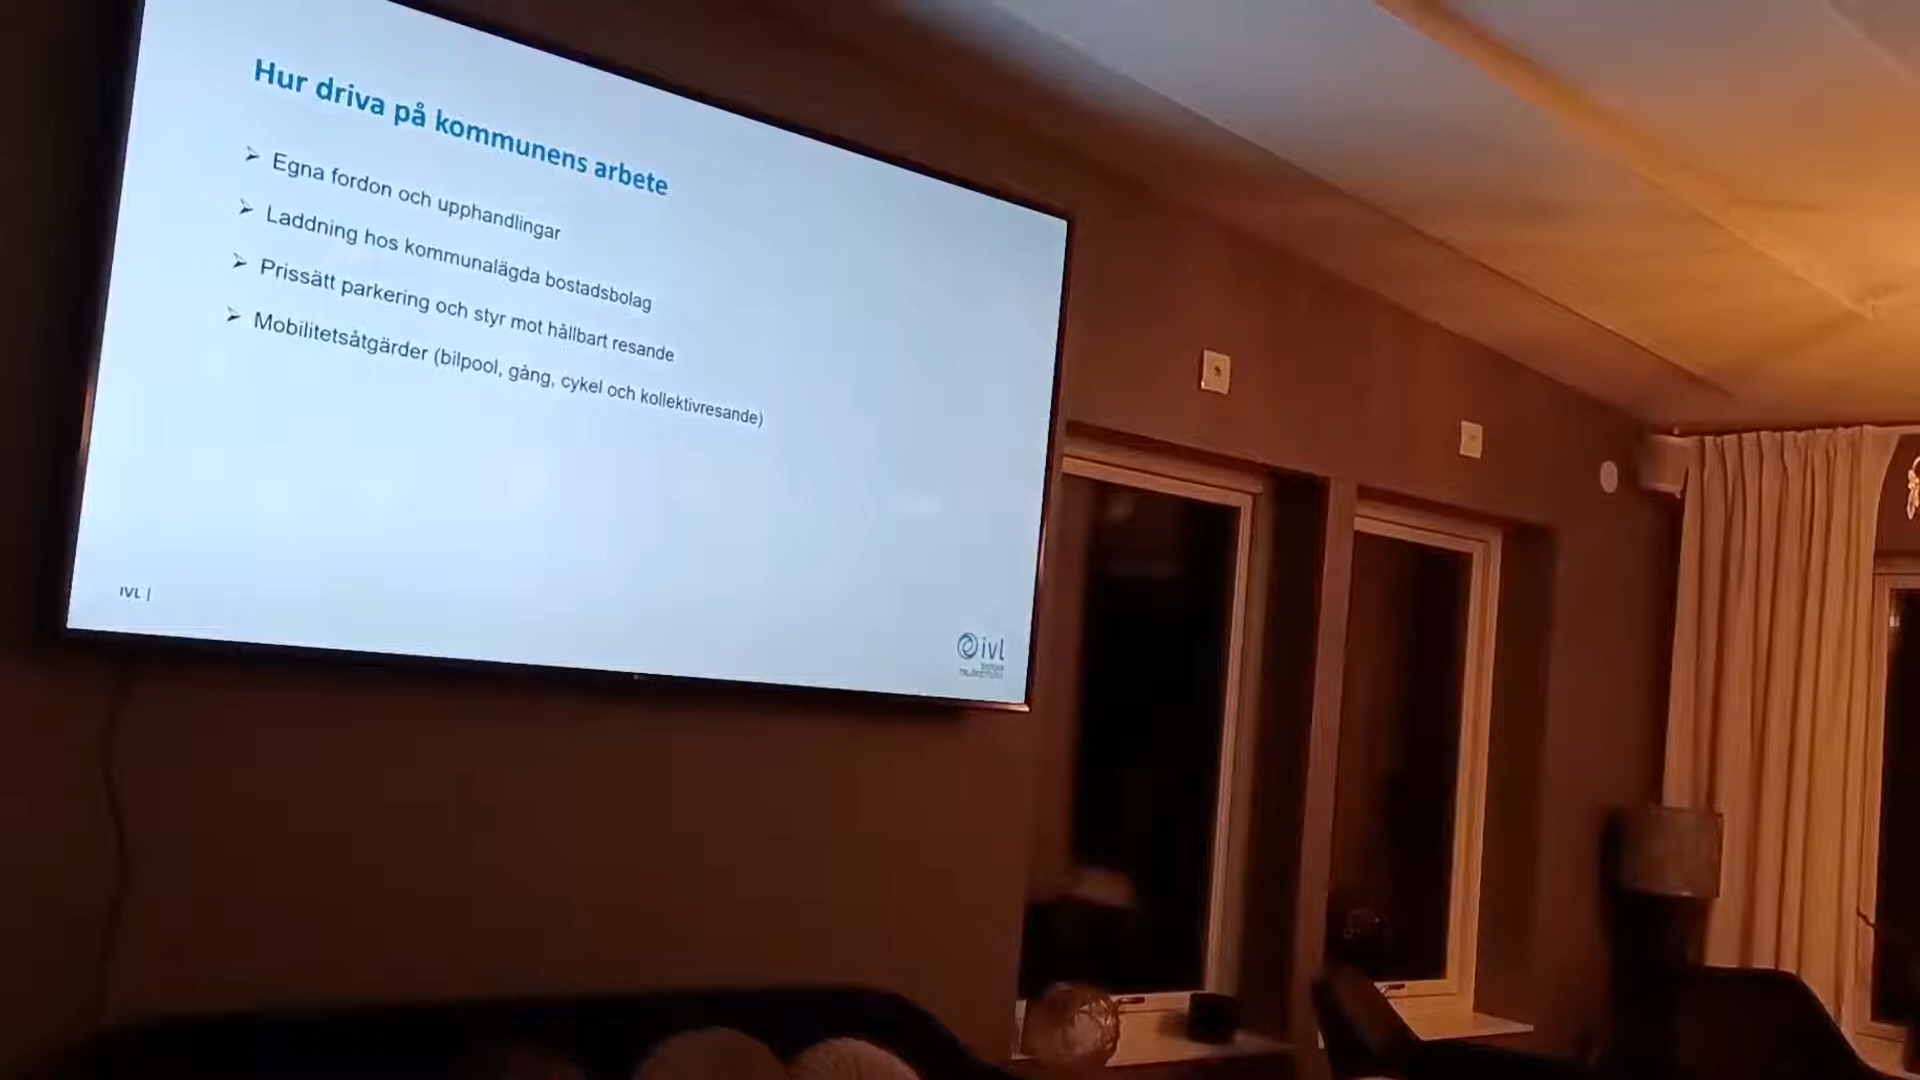 Hur driva på kommunens arbete
Egna fordon och upphandlingar
Laddning hos kommunalägda bostadsbolag
Prissätt parkering och styr mot hållbart resande
Mobilitetsåtgärder (bilpool, gång, cykel och kollektivresande)
IVL |
ivl